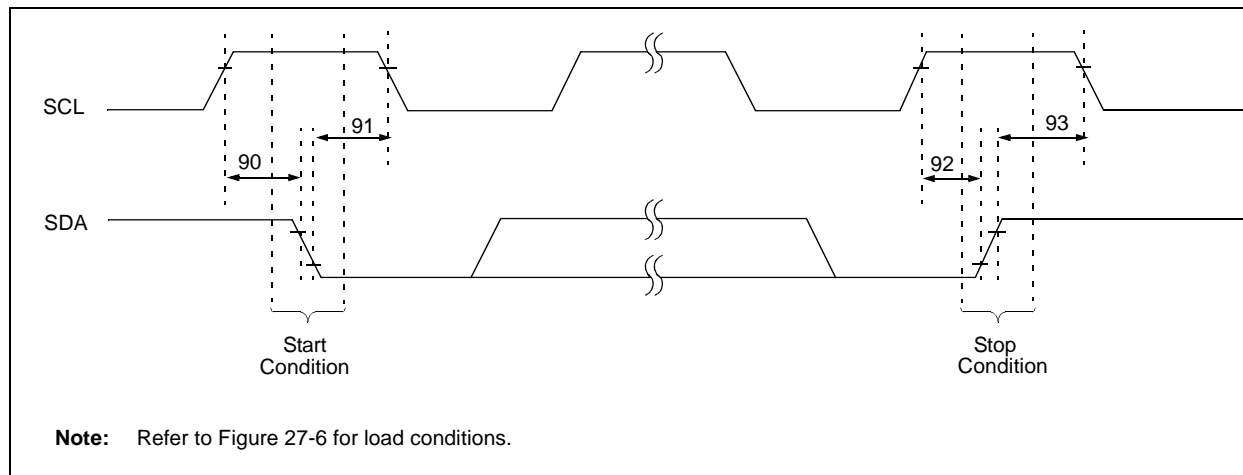 SCL
91
93
90
92
SDA
Start
Condition
Stop
Condition
Note: Refer to Figure 27-6 for load conditions.